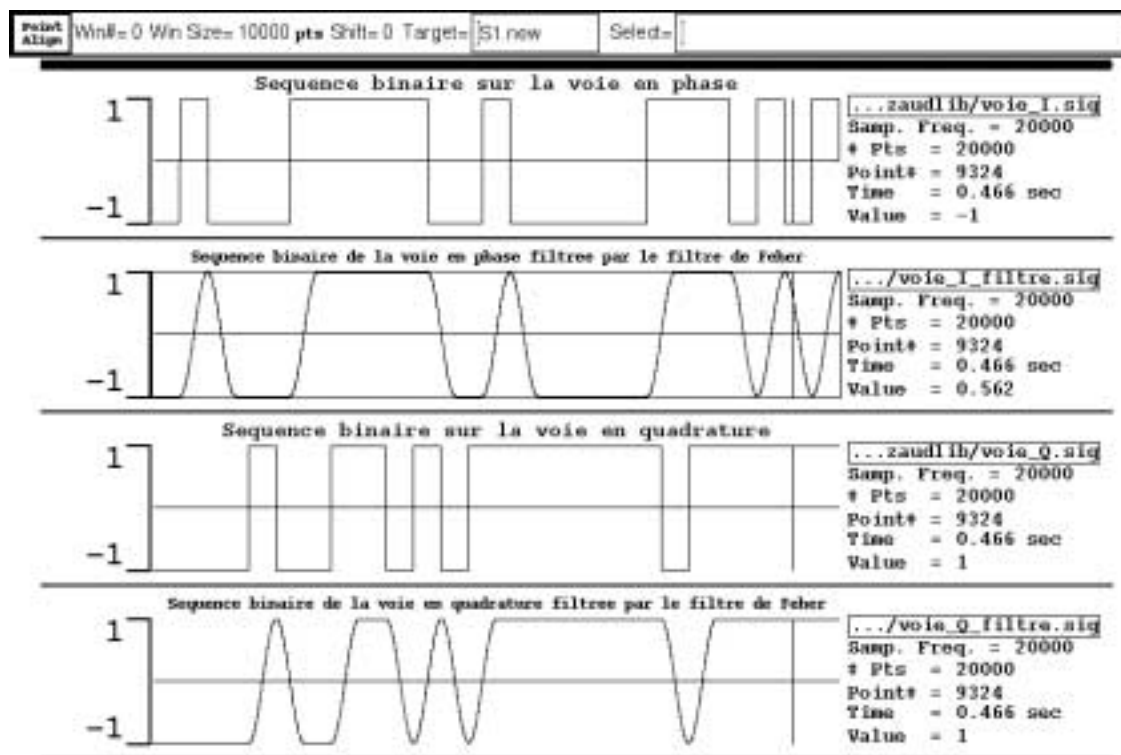 Point Align Win#= 0 Win Size= 10000 pts Shift= 0 Target= S1 new Select=
Sequence binaire sur la voie en phase
1
-1
...zaudlib/voie_I.sig
Samp. Freq. = 20000
# Pts = 20000
Point# = 9324
Time = 0.466 sec
Value = -1
Sequence binaire de la voie en phase filtree par le filtre de Feher
1
-1
.../voie_I_filtre.sig
Samp. Freq. = 20000
# Pts = 20000
Point# = 9324
Time = 0.466 sec
Value = 0.562
Sequence binaire sur la voie en quadrature
1
-1
...zaudlib/voie_Q.sig
Samp. Freq. = 20000
# Pts = 20000
Point# = 9324
Time = 0.466 sec
Value = 1
Sequence binaire de la voie en quadrature filtree par le filtre de Feher
1
-1
.../voie_Q_filtre.sig
Samp. Freq. = 20000
# Pts = 20000
Point# = 9324
Time = 0.466 sec
Value = 1